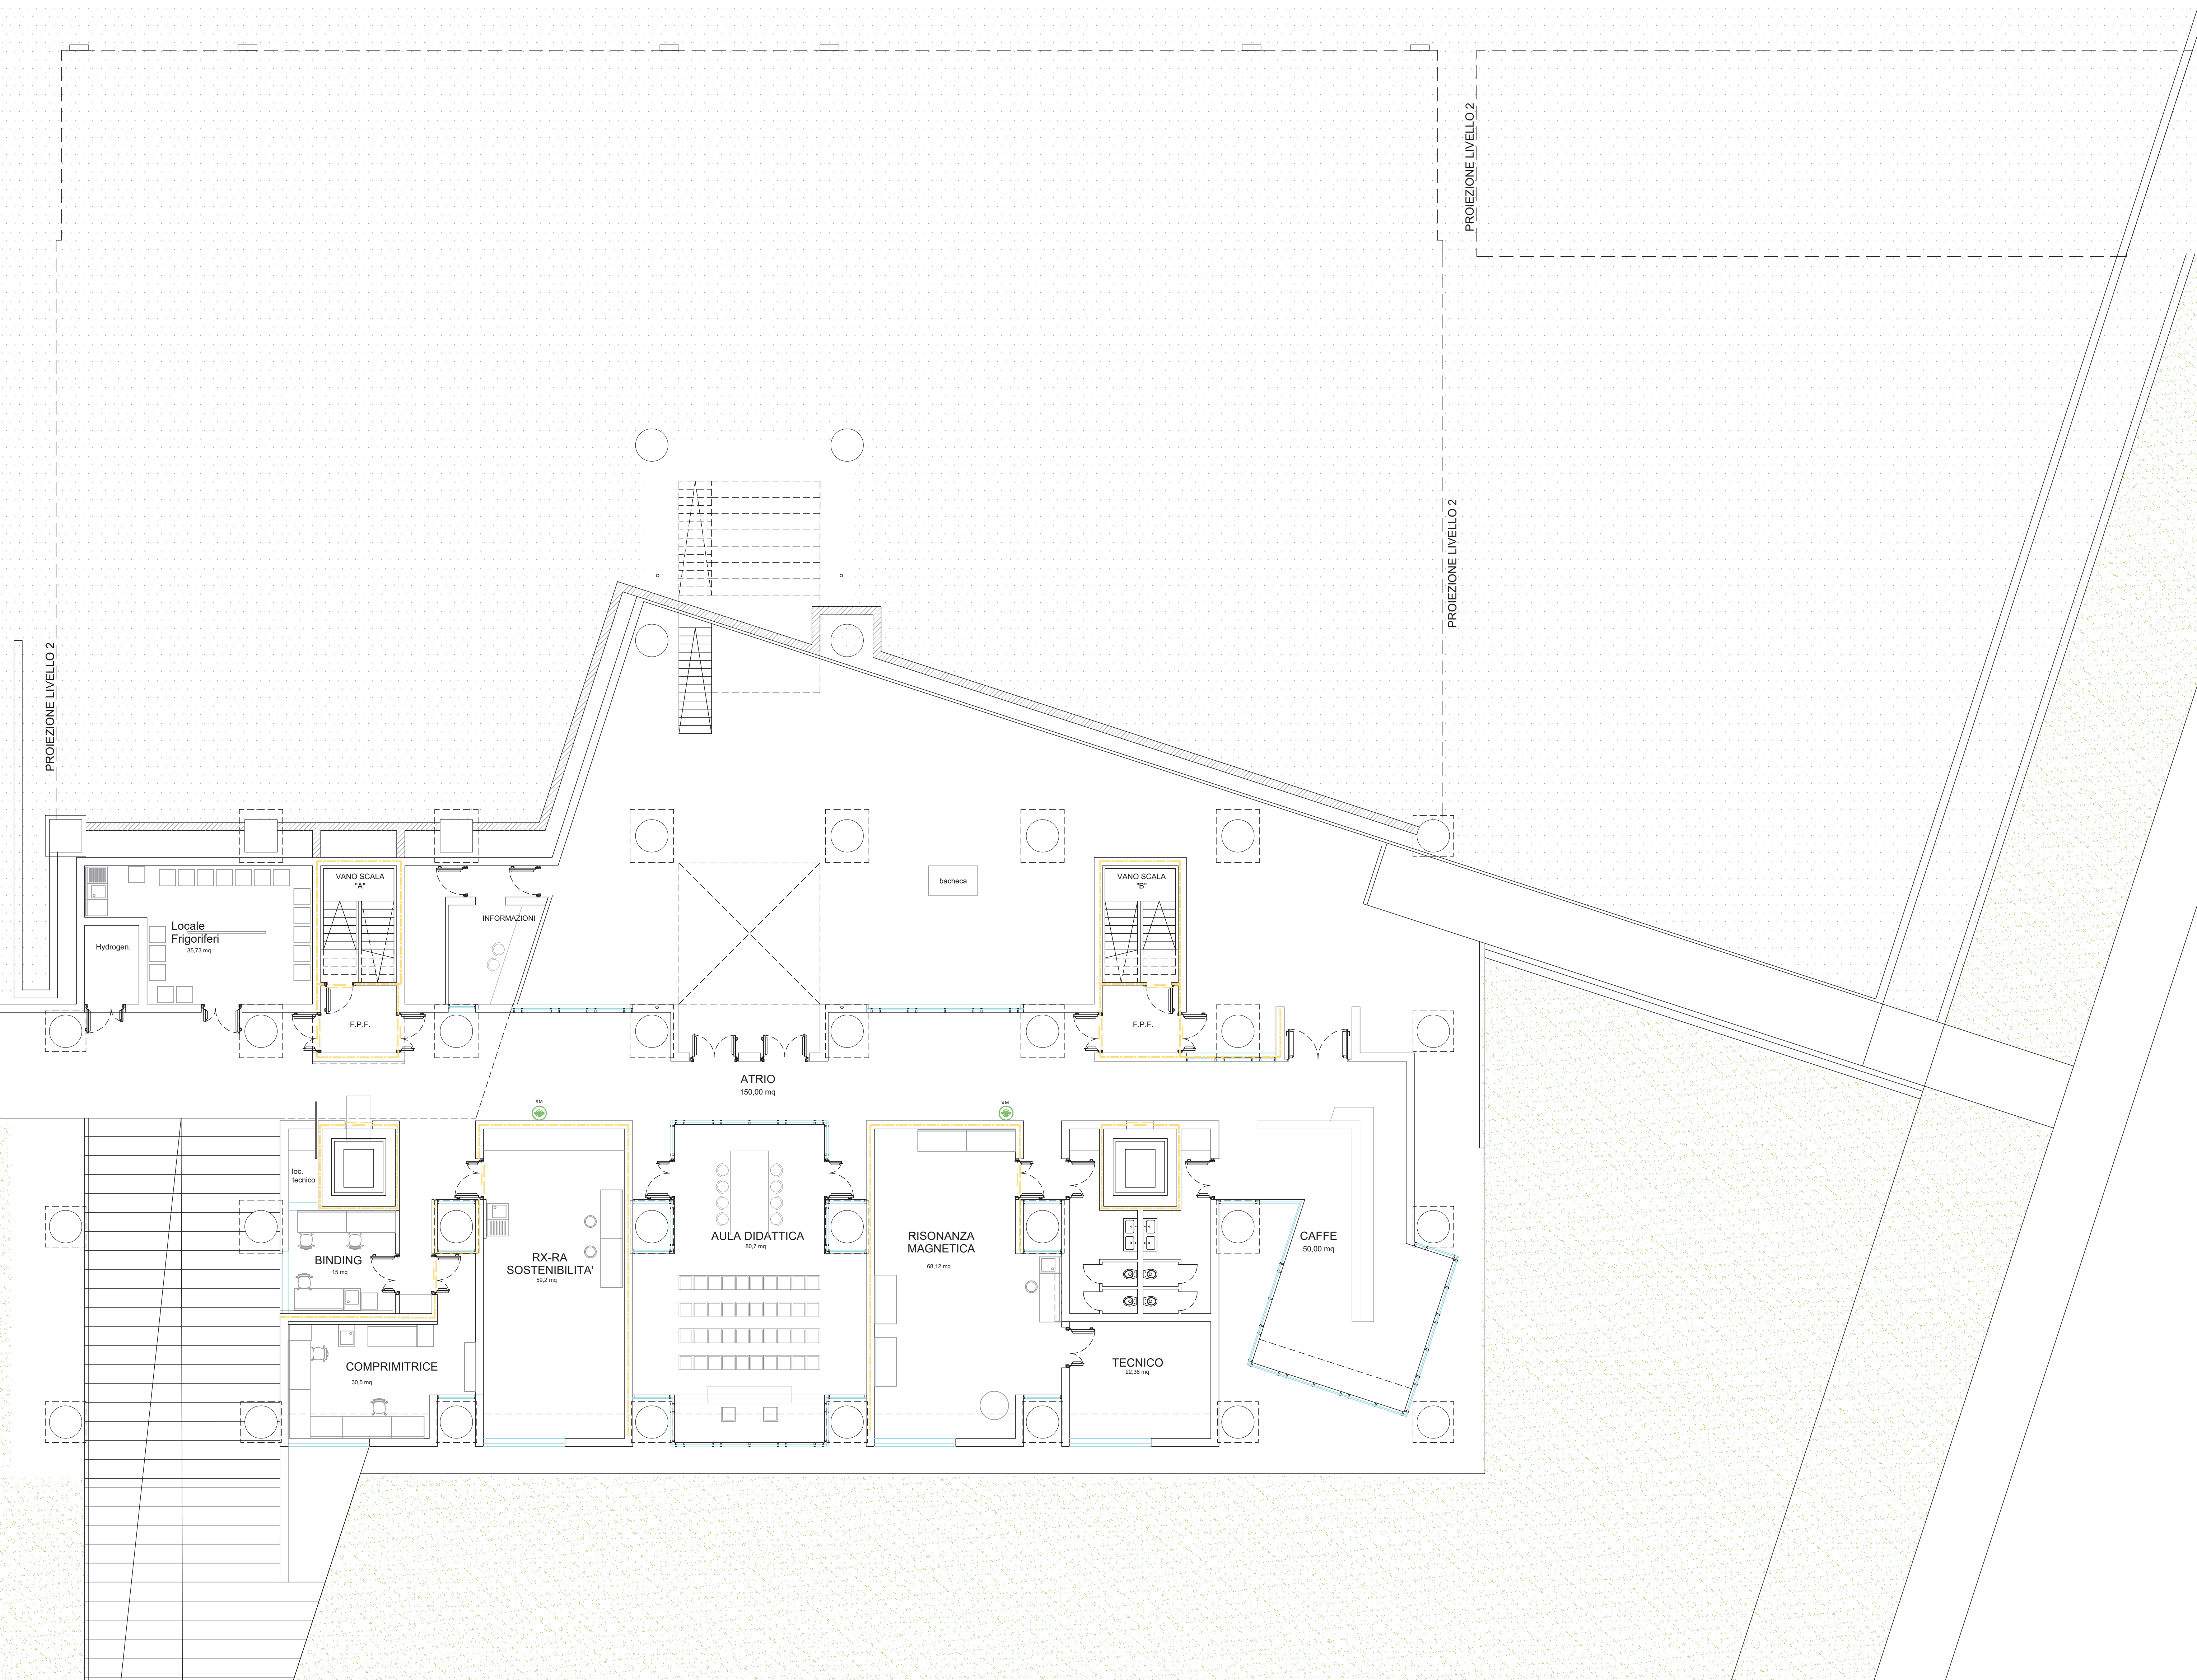 PROIEZIONE LIVELLO 2
PROIEZIONE LIVELLO 2
PROIEZIONE LIVELLO 2
VANO SCALA
"A"
bacheca
VANO SCALA
"B"
INFORMAZIONI
Locale
Frigoriferi
35,73 mq
Hydrogen.
F.P.F.
F.P.F.
ATRIO
150,00 mq
#M
#M
loc.
tecnico
BINDING
15 mq
RX-RA
SOSTENIBILITA'
59,2 mq
AULA DIDATTICA
80,7 mq
RISONANZA
MAGNETICA
68,12 mq
CAFFE
50,00 mq
COMPRIMITRICE
30,5 mq
TECNICO
22,36 mq